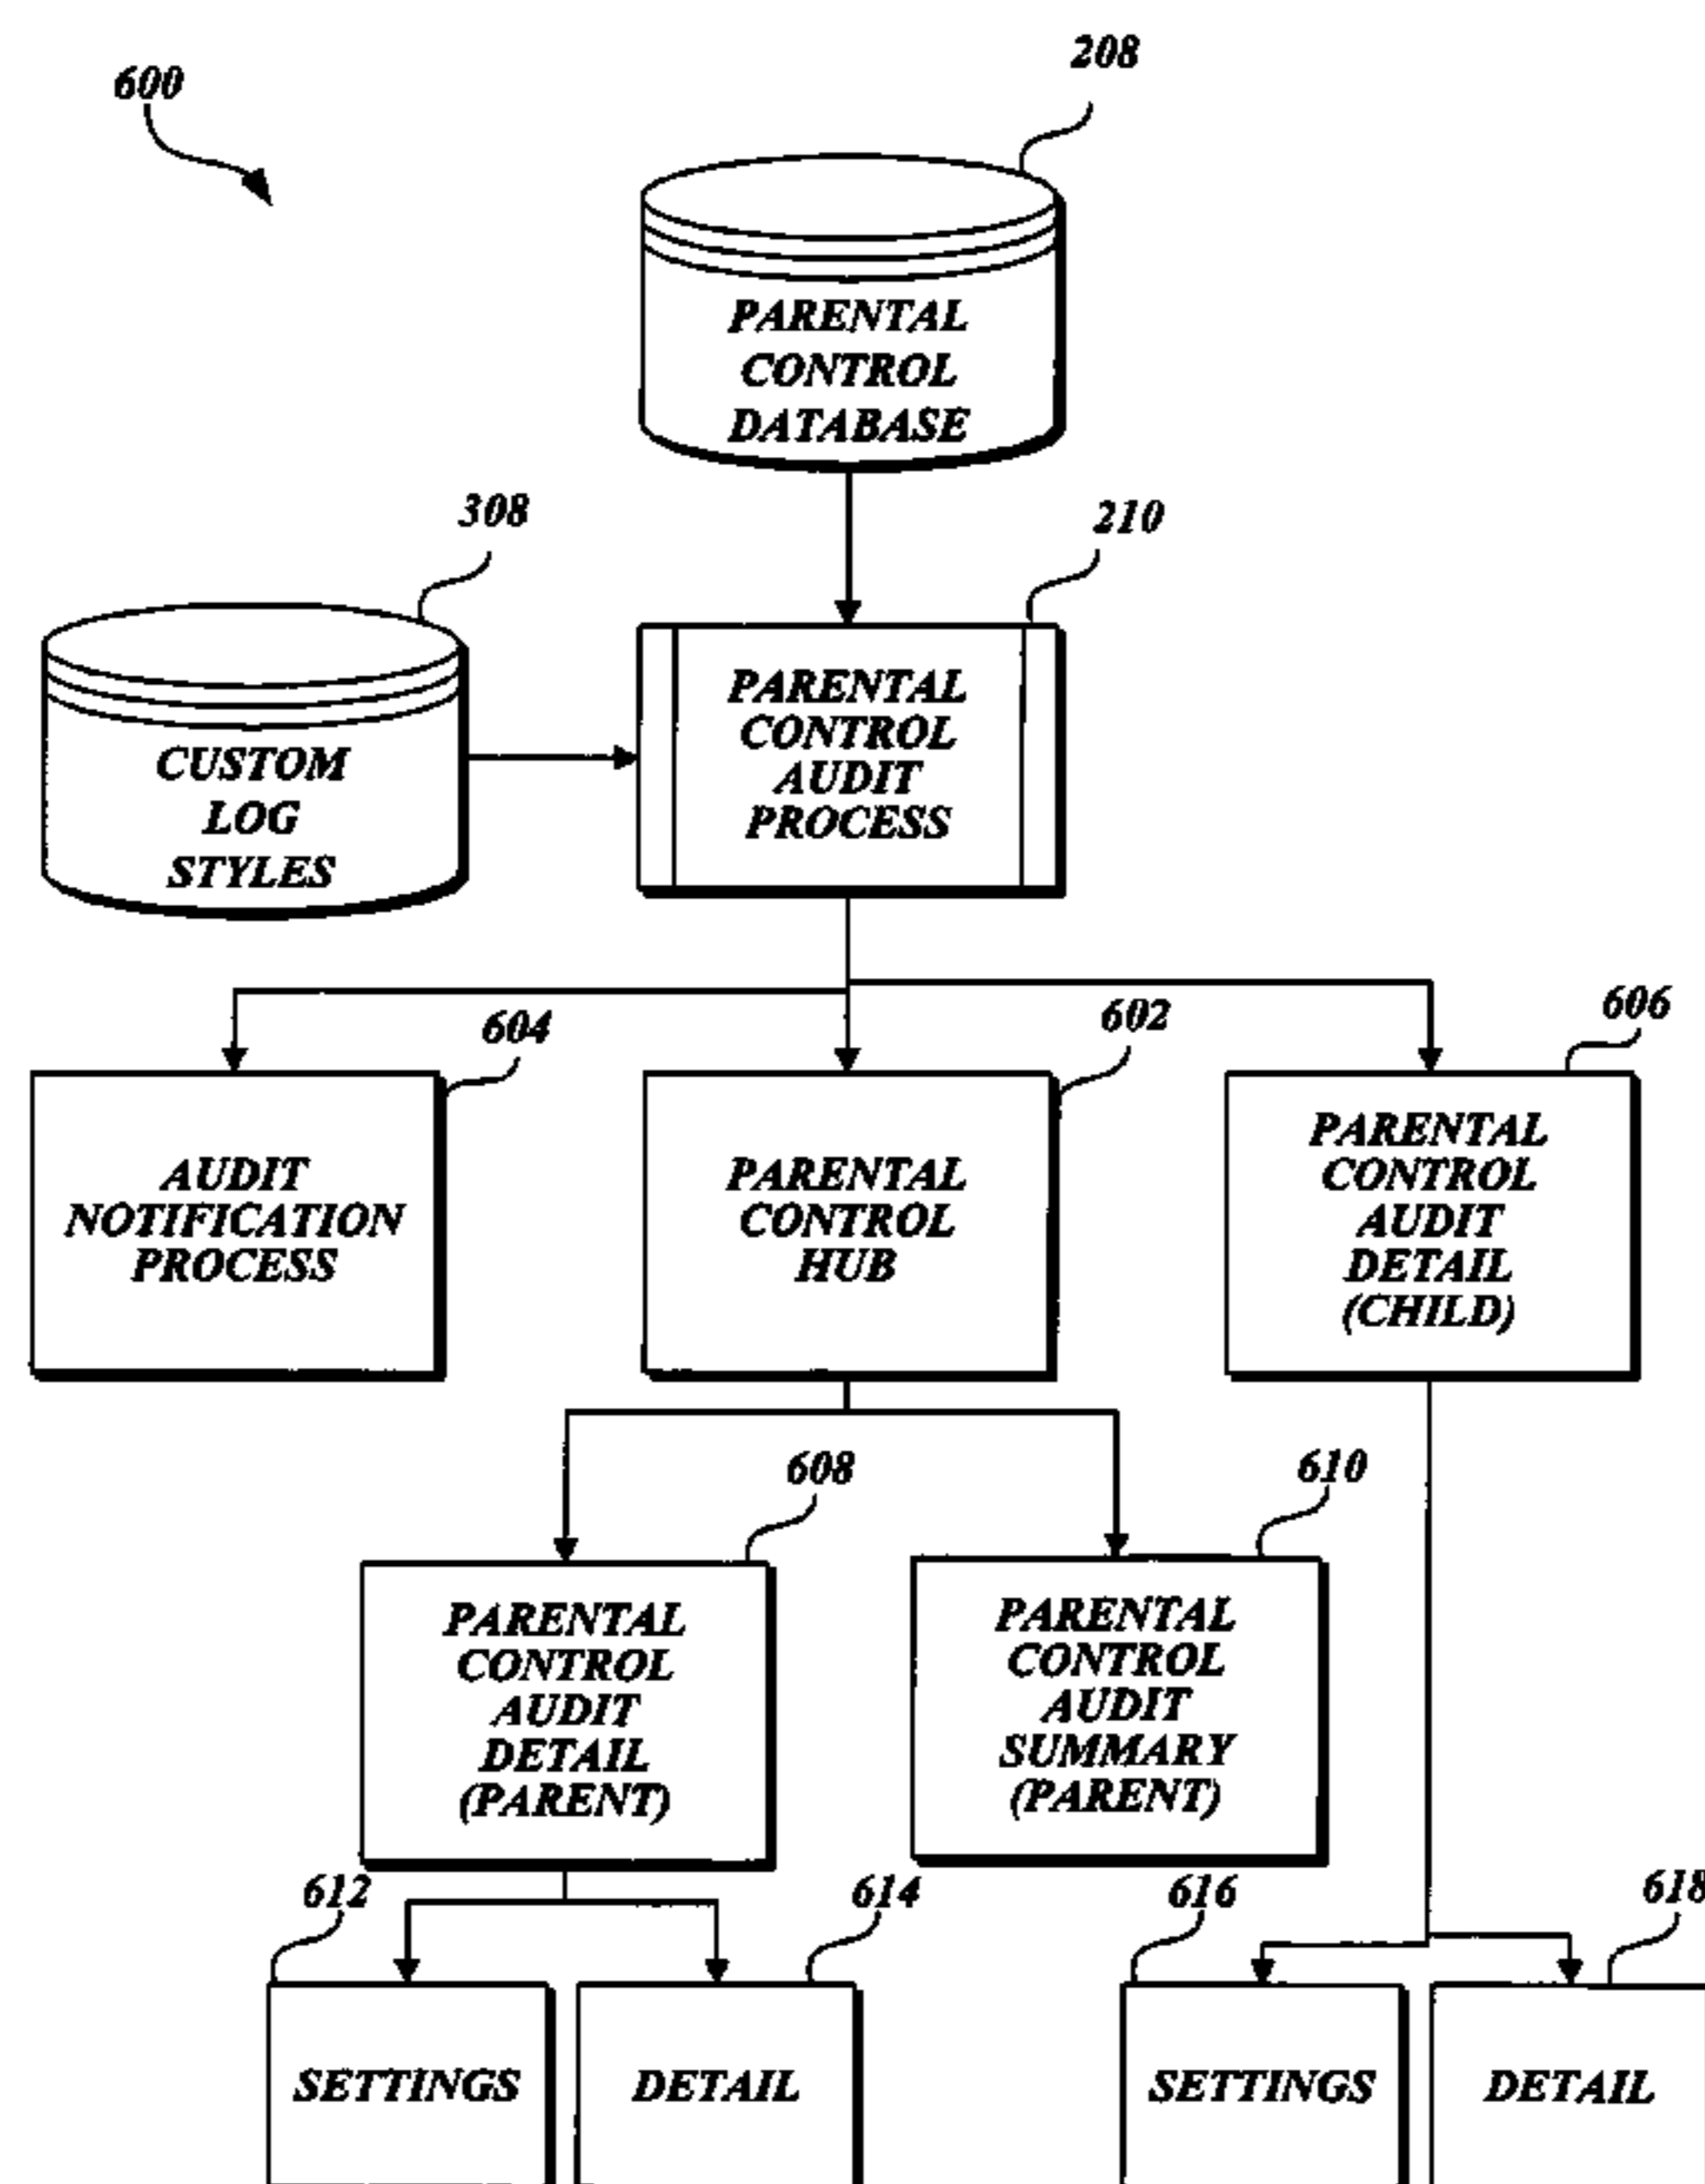 600
208
PARENTAL
CONTROL
DATABASE
308
210
CUSTOM
LOG
STYLES
PARENTAL
CONTROL
AUDIT
PROCESS
604
602
606
AUDIT
NOTIFICATION
PROCESS
PARENTAL
CONTROL
HUB
PARENTAL
CONTROL
AUDIT
DETAIL
(CHILD)
608
610
PARENTAL
CONTROL
AUDIT
DETAIL
(PARENT)
PARENTAL
CONTROL
AUDIT
SUMMARY
(PARENT)
612
614
616
618
SETTINGS
DETAIL
SETTINGS
DETAIL